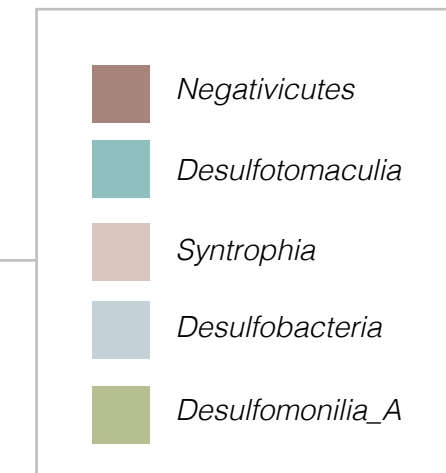 Negativicutes
Desulfotomaculia
Syntrophia
Desulfobacteria
Desulfomonilia_A